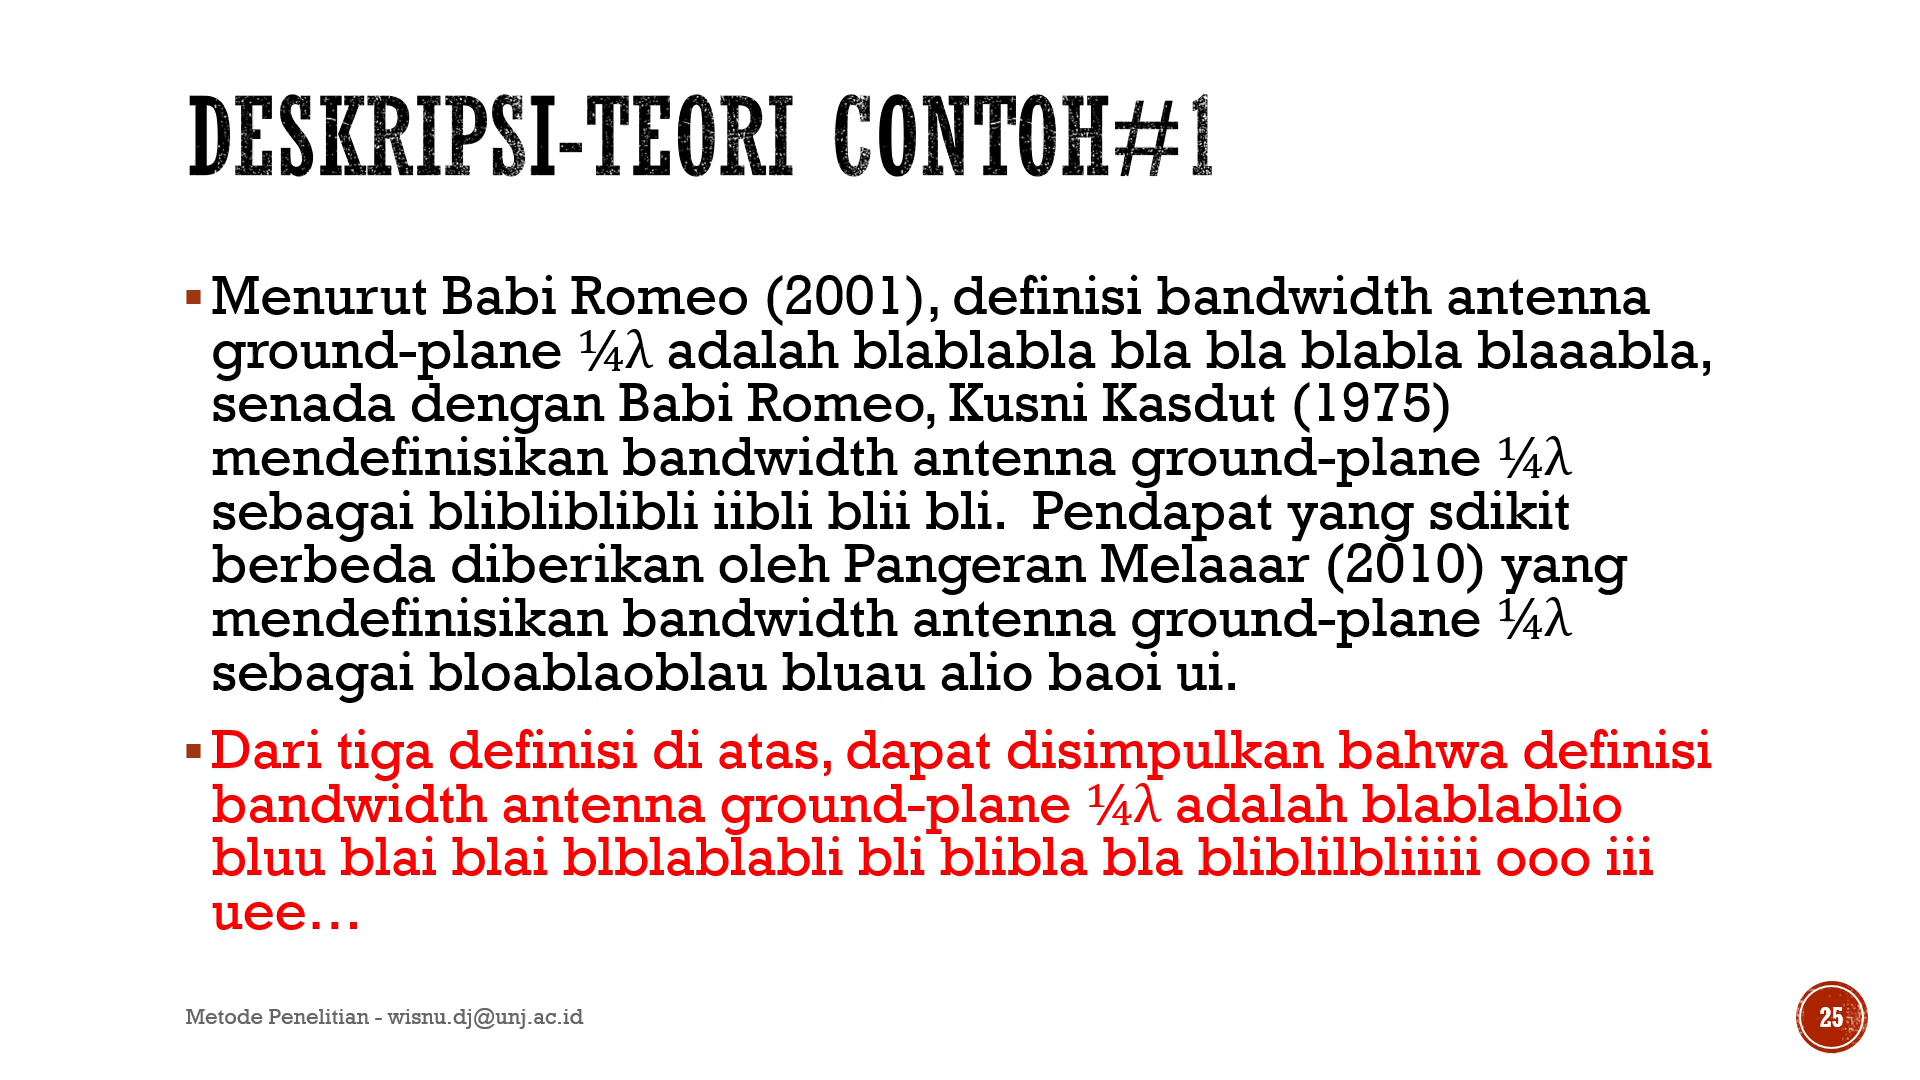 DESKRIPSI-TEORI CONTOH#1
▪ Menurut Babi Romeo (2001), definisi bandwidth antenna
ground-plane ¼λ adalah blablabla bla bla blabla blaaabla,
senada dengan Babi Romeo, Kusni Kasdut (1975)
mendefinisikan bandwidth antenna ground-plane ¼λ
sebagai blibliblibli iibli blii bli.  Pendapat yang sdikit
berbeda diberikan oleh Pangeran Melaaar (2010) yang
mendefinisikan bandwidth antenna ground-plane ¼λ
sebagai bloablaoblau bluau alio baoi ui.
▪ Dari tiga definisi di atas, dapat disimpulkan bahwa definisi
bandwidth antenna ground-plane ¼λ adalah blablablio
bluu blai blai blblablabli bli blibla bla bliblilbliiiii ooo iii
uee…
Metode Penelitian - wisnu.dj@unj.ac.id
25